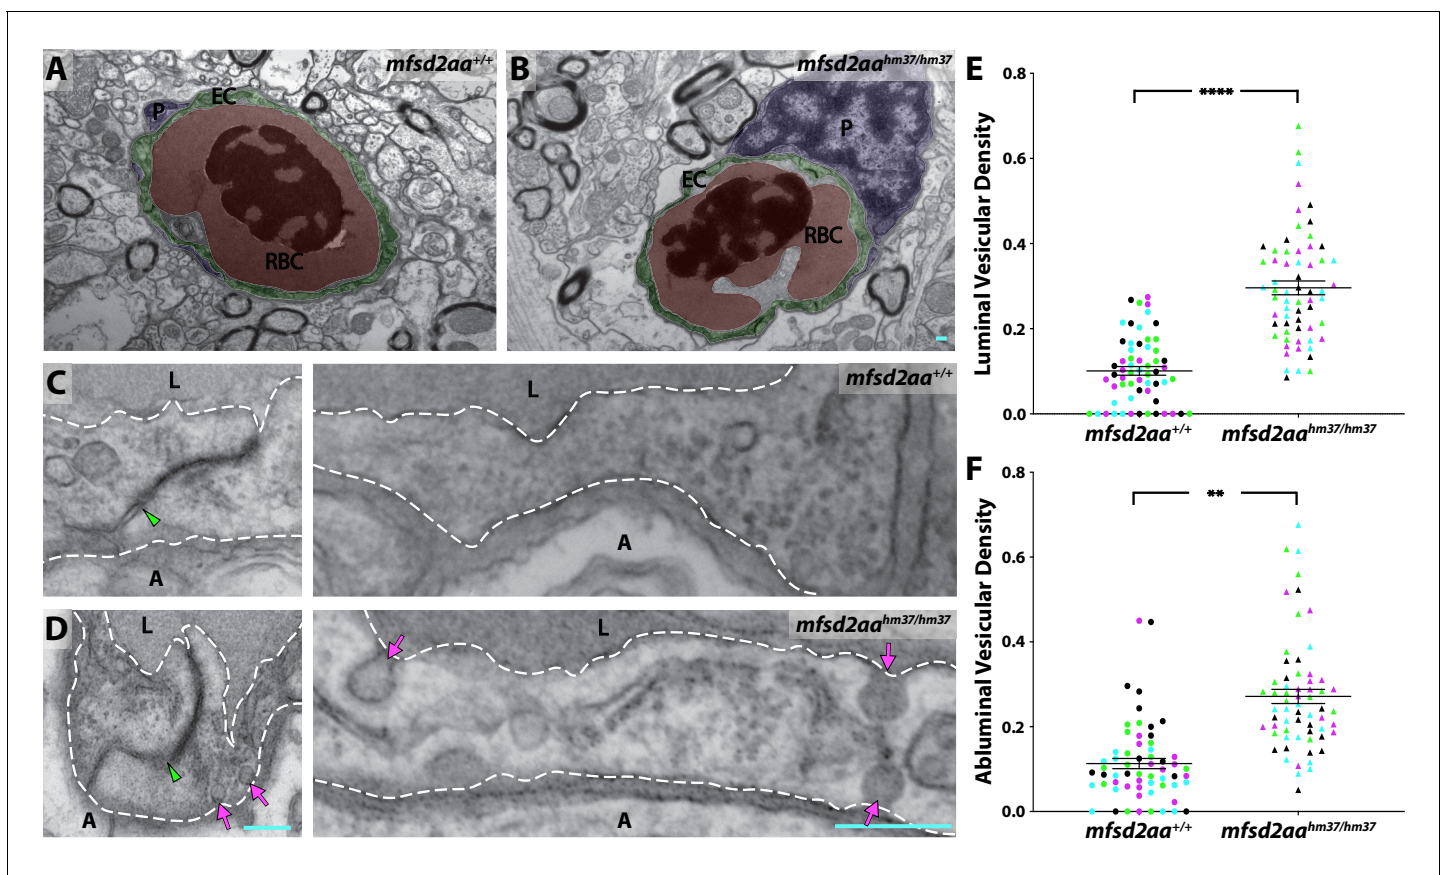 A
mfsd2aa+/+
EC
P
RBC
B
mfsd2aahm37/hm37
P
EC
RBC
C
L
A
mfsd2aa+/+
L
A
D
L
A
mfsd2aahm37/hm37
L
A
E
Luminal Vesicular Density
0.8
0.6
0.4
0.2
0.0
****
mfsd2aa+/+
mfsd2aahm37/hm37
F
Abluminal Vesicular Density
0.8
0.6
0.4
0.2
0.0
**
mfsd2aa+/+
mfsd2aahm37/hm37